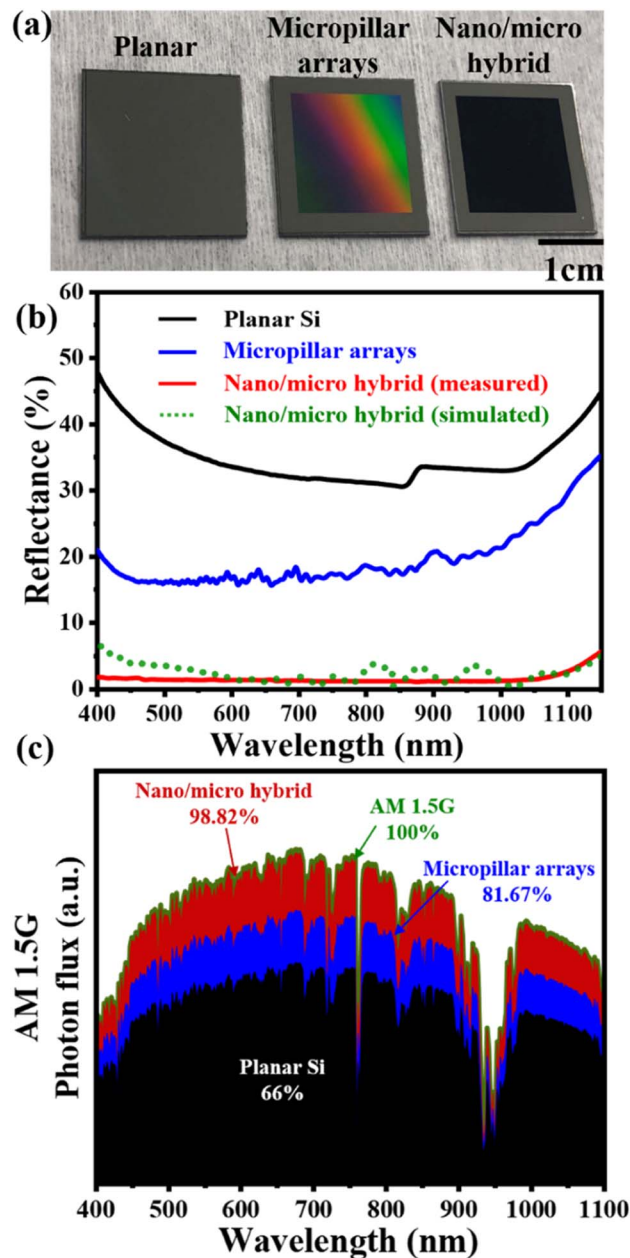 (a)
Planar
Micropillar
arrays
Nano/micro
hybrid
1cm
(b)
60
50
40
30
20
10
0
Reflectance (%)
Planar Si
Micropillar arrays
Nano/micro hybrid (measured)
Nano/micro hybrid (simulated)
400 500 600 700 800 900 1000 1100
Wavelength (nm)
(c)
AM 1.5G
Photon flux (a.u.)
Nano/micro hybrid
98.82%
AM 1.5G
100%
Micropillar arrays
81.67%
Planar Si
66%
400 500 600 700 800 900 1000 1100
Wavelength (nm)